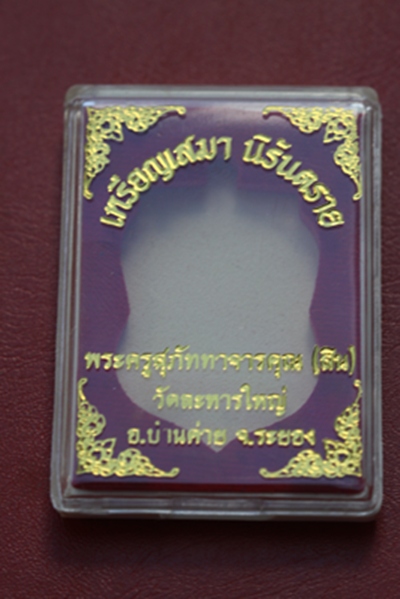 เหรียญเสมา นิรันตราย
พระครูสุภัททาจารคุณ (สิน)
วัดละหารใหญ่
อ.บ้านค่าย จ.ระยอง